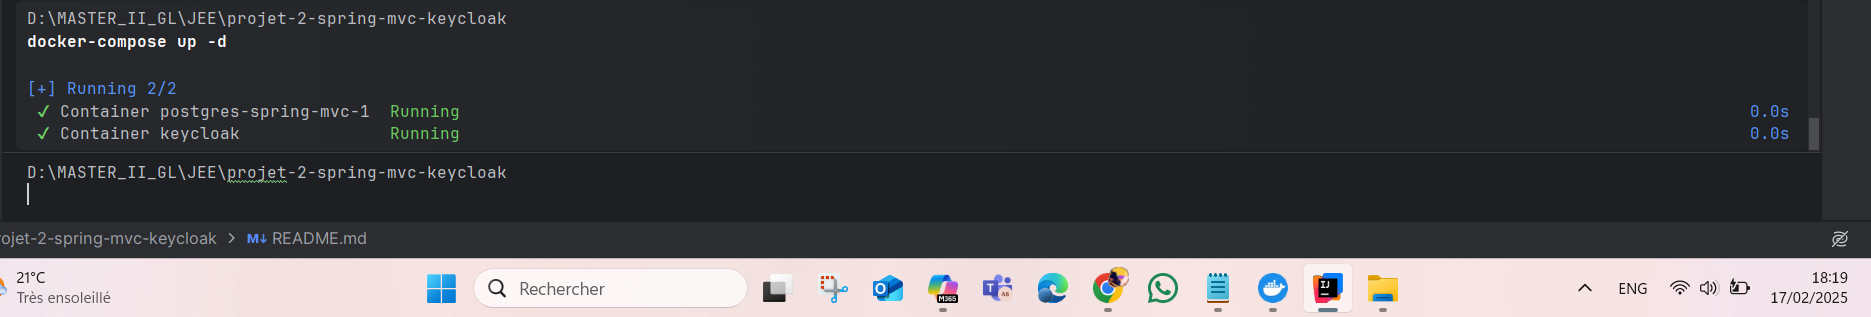 D:\MASTER_II_GL\JEE\projet-2-spring-mvc-keycloak
docker-compose up -d
[+] Running 2/2
✓ Container postgres-spring-mvc-1 Running 0.0s
✓ Container keycloak Running 0.0s
D:\MASTER_II_GL\JEE\projet-2-spring-mvc-keycloak
ojet-2-spring-mvc-keycloak > M↓ README.md
21°C
Très ensoleillé
Rechercher
M365
A6
IJ
ENG
18:19
17/02/2025